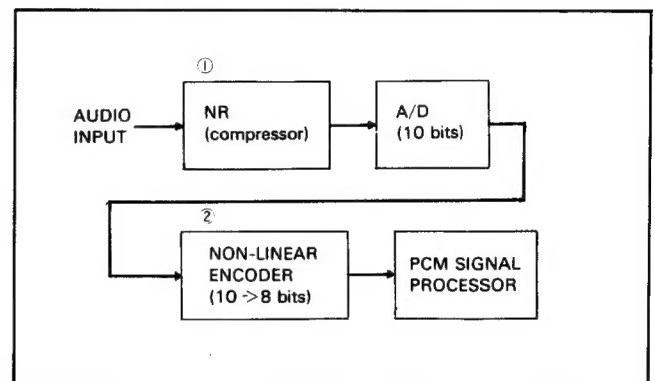 ①
AUDIO
INPUT
NR
(compressor)
A/D
(10 bits)
②
NON-LINEAR
ENCODER
(10 -> 8 bits)
PCM SIGNAL
PROCESSOR